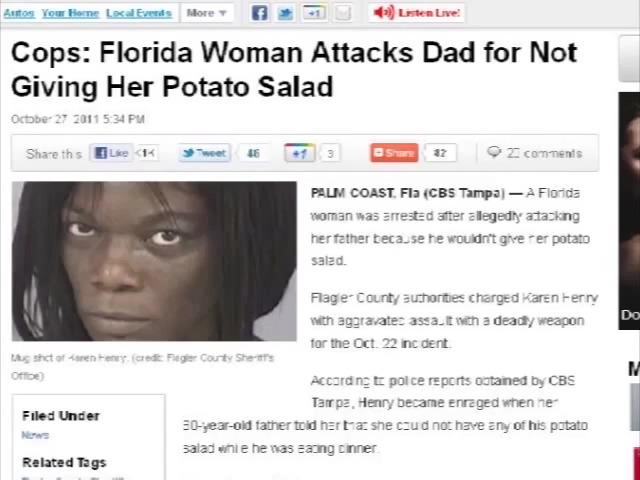 Autos Your Home Local Events More
+1 Listen Live!
Cops: Florida Woman Attacks Dad for Not
Giving Her Potato Salad
October 27, 2011 5:34 PM
Share this Like <1K Tweet 46 +1 3 Share 82 22 comments
PALM COAST, Fla (CBS Tampa) — A Florida
woman was arrested after allegedly attacking
her father because he wouldn't give her potato
salad.
Flagler County authorities charged Karen Henry
with aggravated assault with a deadly weapon
for the Oct. 22 incident.
Mug shot of Karen Henry. (credit: Flagler County Sheriff's
Office)
According to police reports obtained by CBS
Tampa, Henry became enraged when her
father told her that she could not have any of his potato
salad while he was eating dinner.
Filed Under
News
Related Tags
Do
M